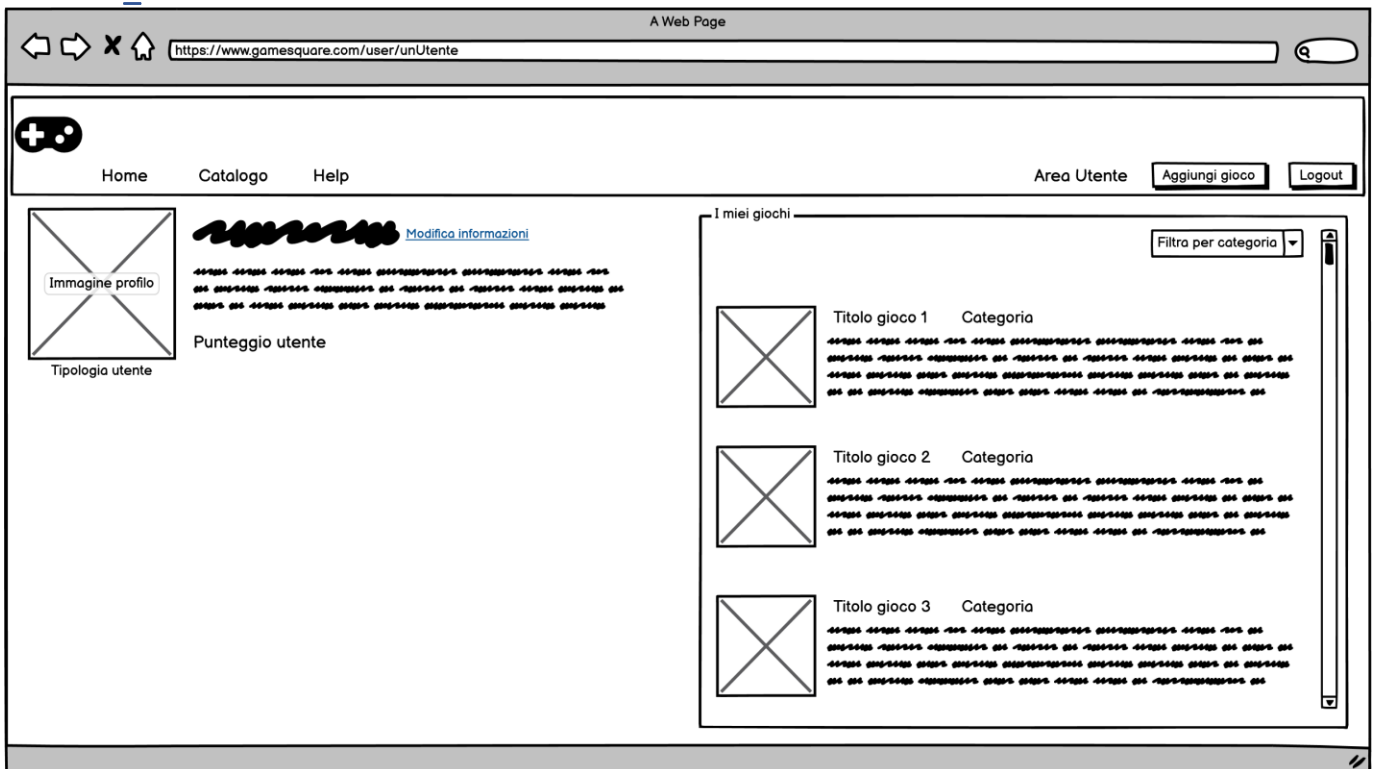 A Web Page
https://www.gamesquare.com/user/unUtente
Home Catalogo Help Area Utente Aggiungi gioco Logout
Immagine profilo
Tipologia utente
Modifica informazioni
Punteggio utente
I miei giochi
Filtra per categoria
Titolo gioco 1 Categoria
Titolo gioco 2 Categoria
Titolo gioco 3 Categoria